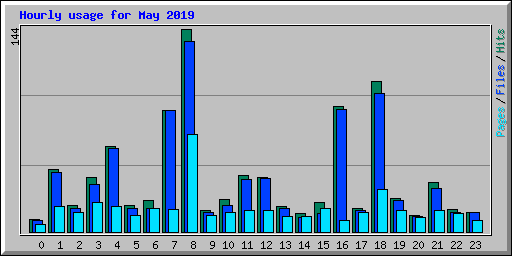 Hourly usage for May 2019
144
Pages / Files / Hits
0 1 2 3 4 5 6 7 8 9 10 11 12 13 14 15 16 17 18 19 20 21 22 23